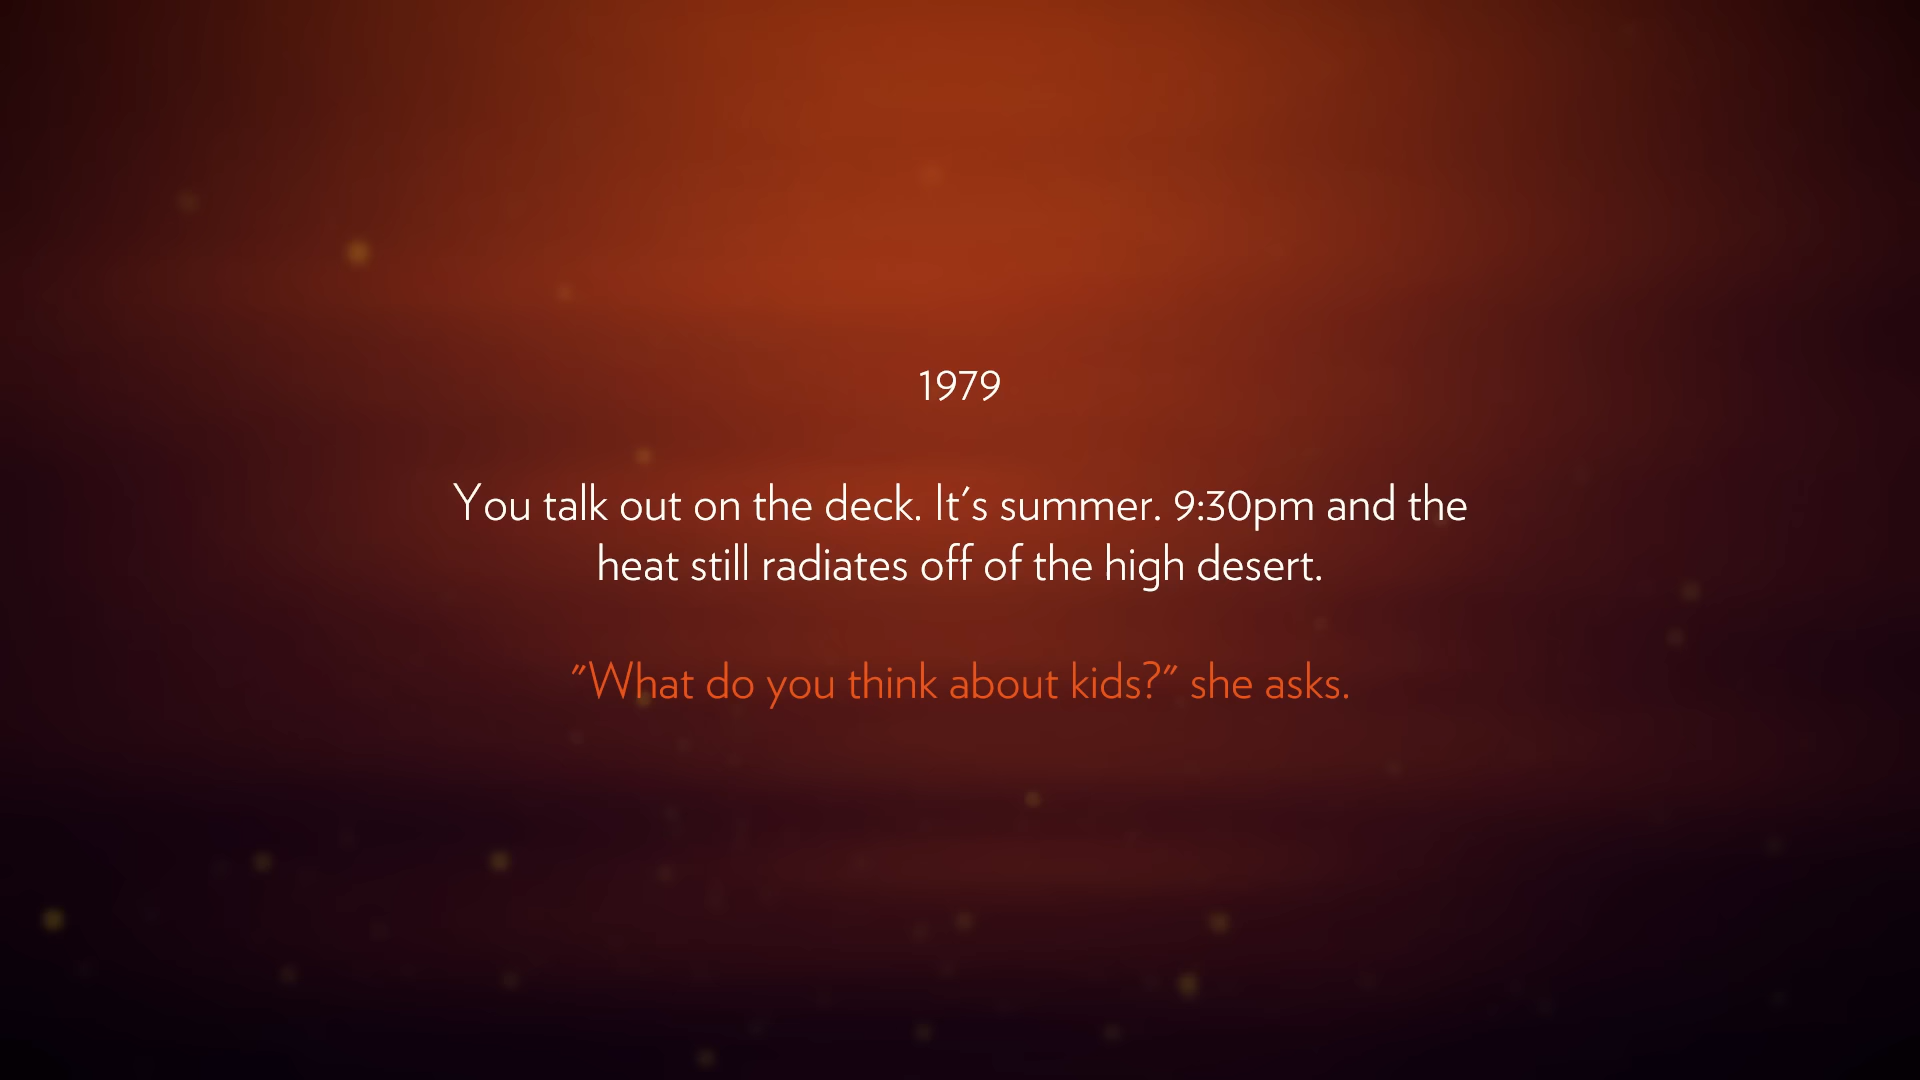 1979
You talk out on the deck. It's summer. 9:30pm and the
heat still radiates off of the high desert.
"What do you think about kids?" she asks.